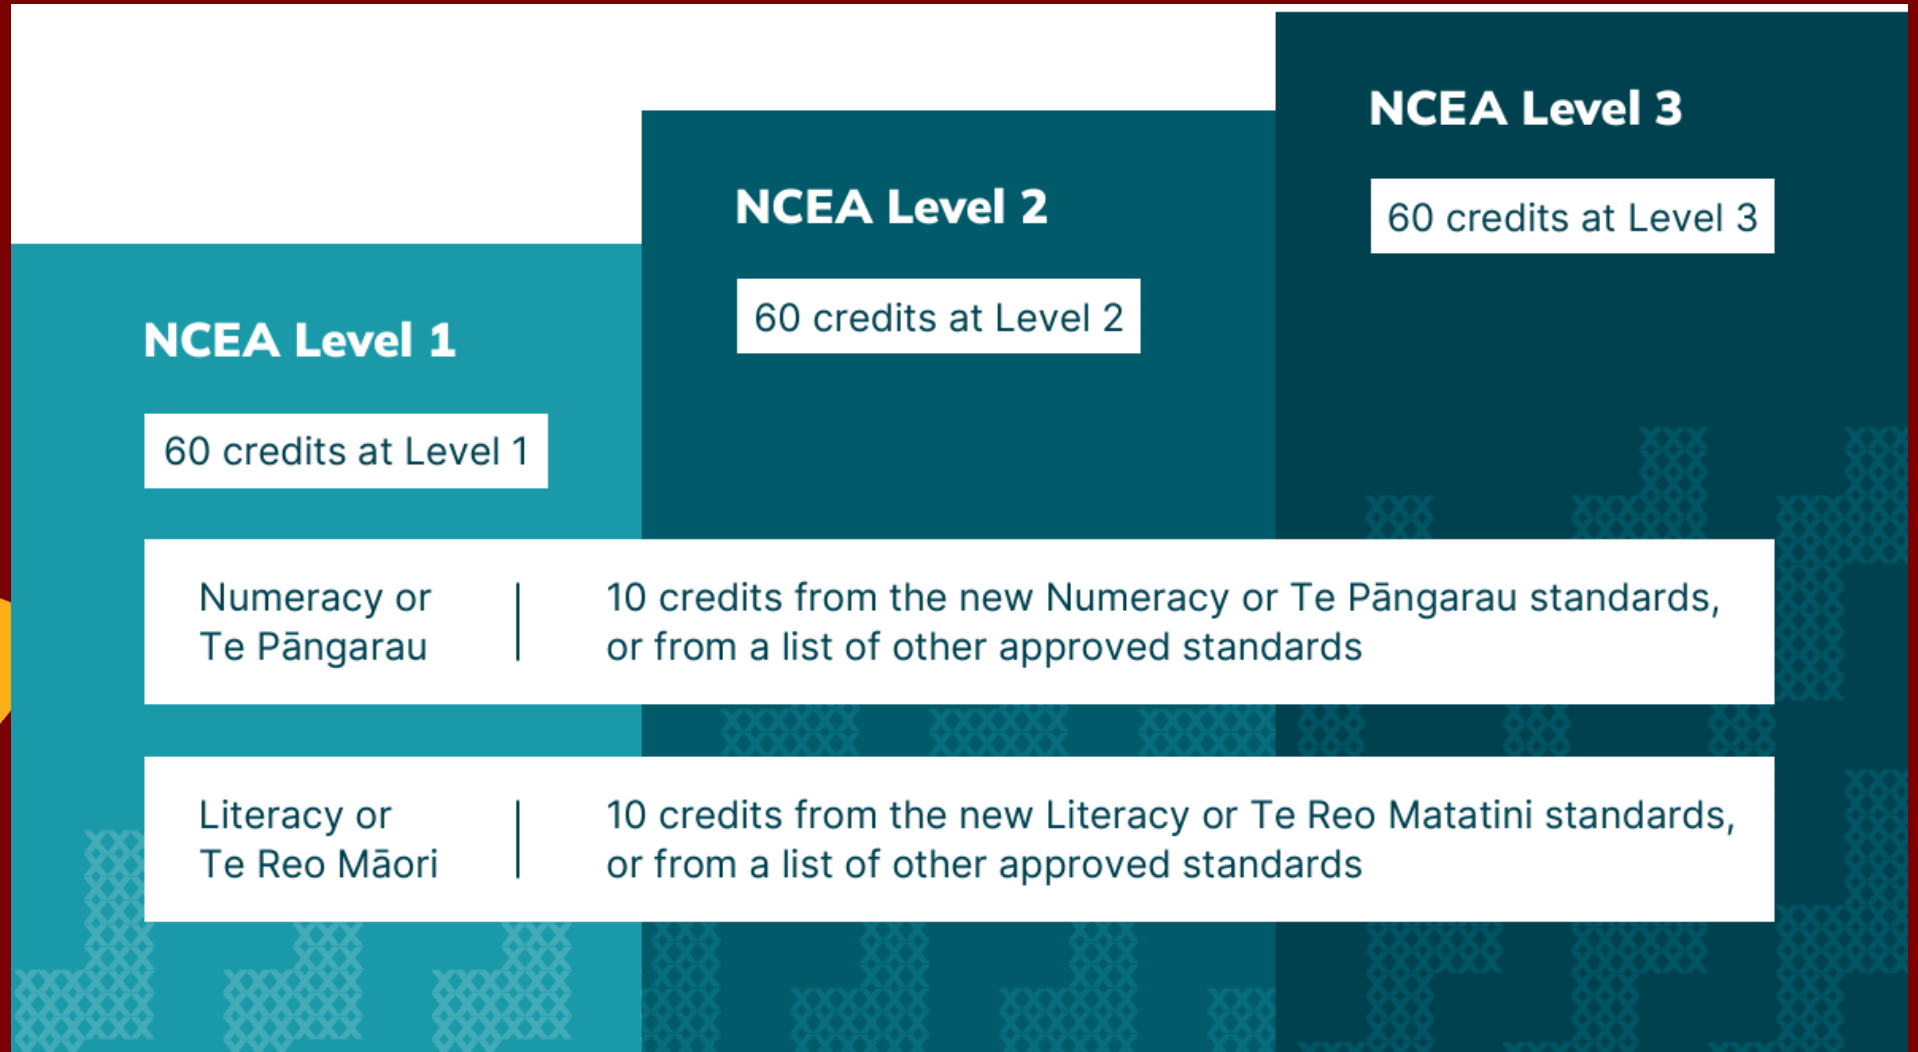 NCEA Level 1
60 credits at Level 1
NCEA Level 2
60 credits at Level 2
NCEA Level 3
60 credits at Level 3
Numeracy or
Te Pāngarau
10 credits from the new Numeracy or Te Pāngarau standards,
or from a list of other approved standards
Literacy or
Te Reo Māori
10 credits from the new Literacy or Te Reo Matatini standards,
or from a list of other approved standards